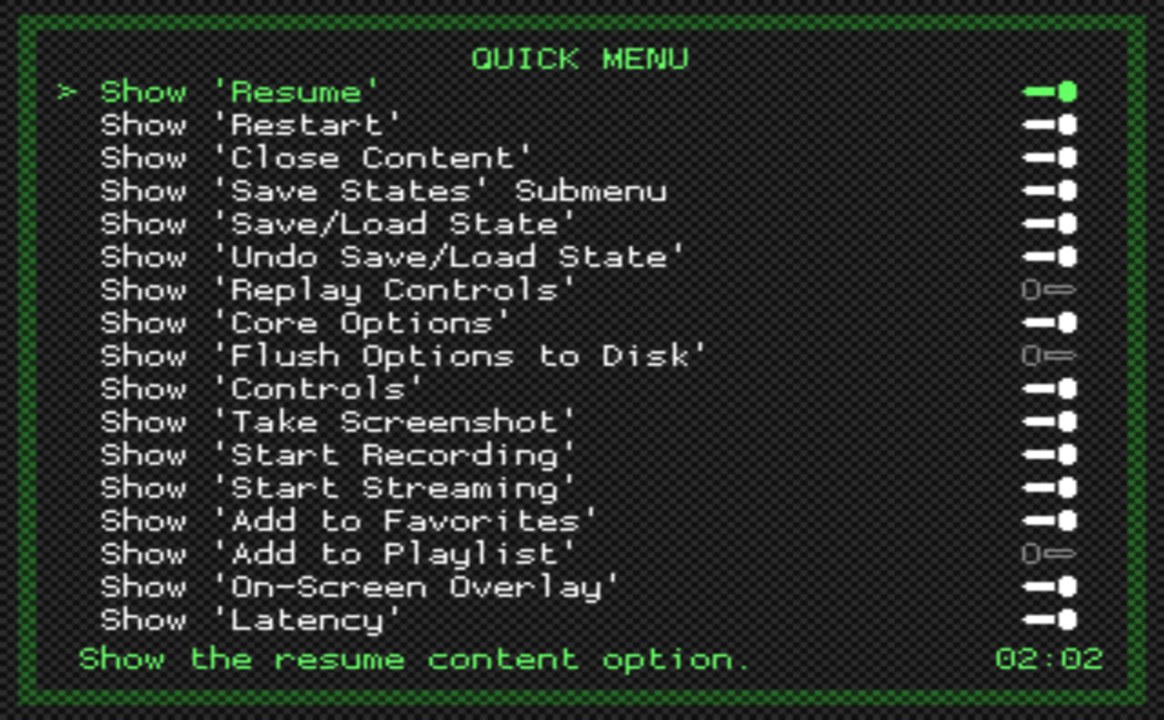 QUICK MENU
> Show 'Resume'
Show 'Restart'
Show 'Close Content'
Show 'Save States' Submenu
Show 'Save/Load State'
Show 'Undo Save/Load State'
Show 'Replay Controls'
Show 'Core Options'
Show 'Flush Options to Disk'
Show 'Controls'
Show 'Take Screenshot'
Show 'Start Recording'
Show 'Start Streaming'
Show 'Add to Favorites'
Show 'Add to Playlist'
Show 'On-Screen Overlay'
Show 'Latency'
Show the resume content option. 02:02